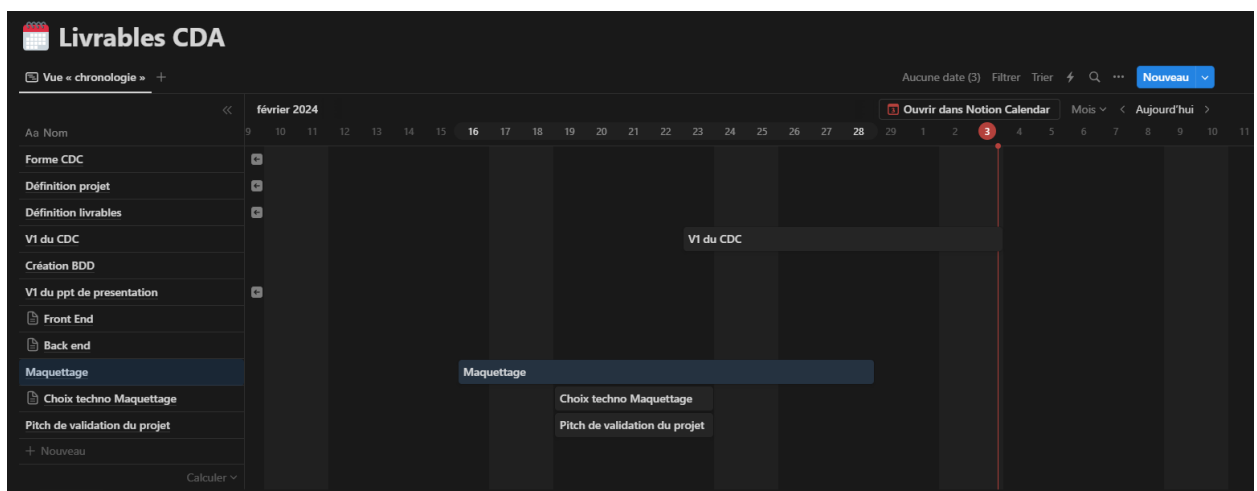 Livrables CDA
Vue « chronologie » +
Aucune date (3) Filtrer Trier ... Nouveau
février 2024
Ouvrir dans Notion Calendar Mois < Aujourd'hui >
Aa Nom
9 10 11 12 13 14 15 16 17 18 19 20 21 22 23 24 25 26 27 28 29 1 2 3 4 5 6 7 8 9 10 11
Forme CDC
Définition projet
Définition livrables
V1 du CDC V1 du CDC
Création BDD
V1 du ppt de presentation
Front End
Back end
Maquettage Maquettage
Choix techno Maquettage Choix techno Maquettage
Pitch de validation du projet Pitch de validation du projet
+ Nouveau
Calculer